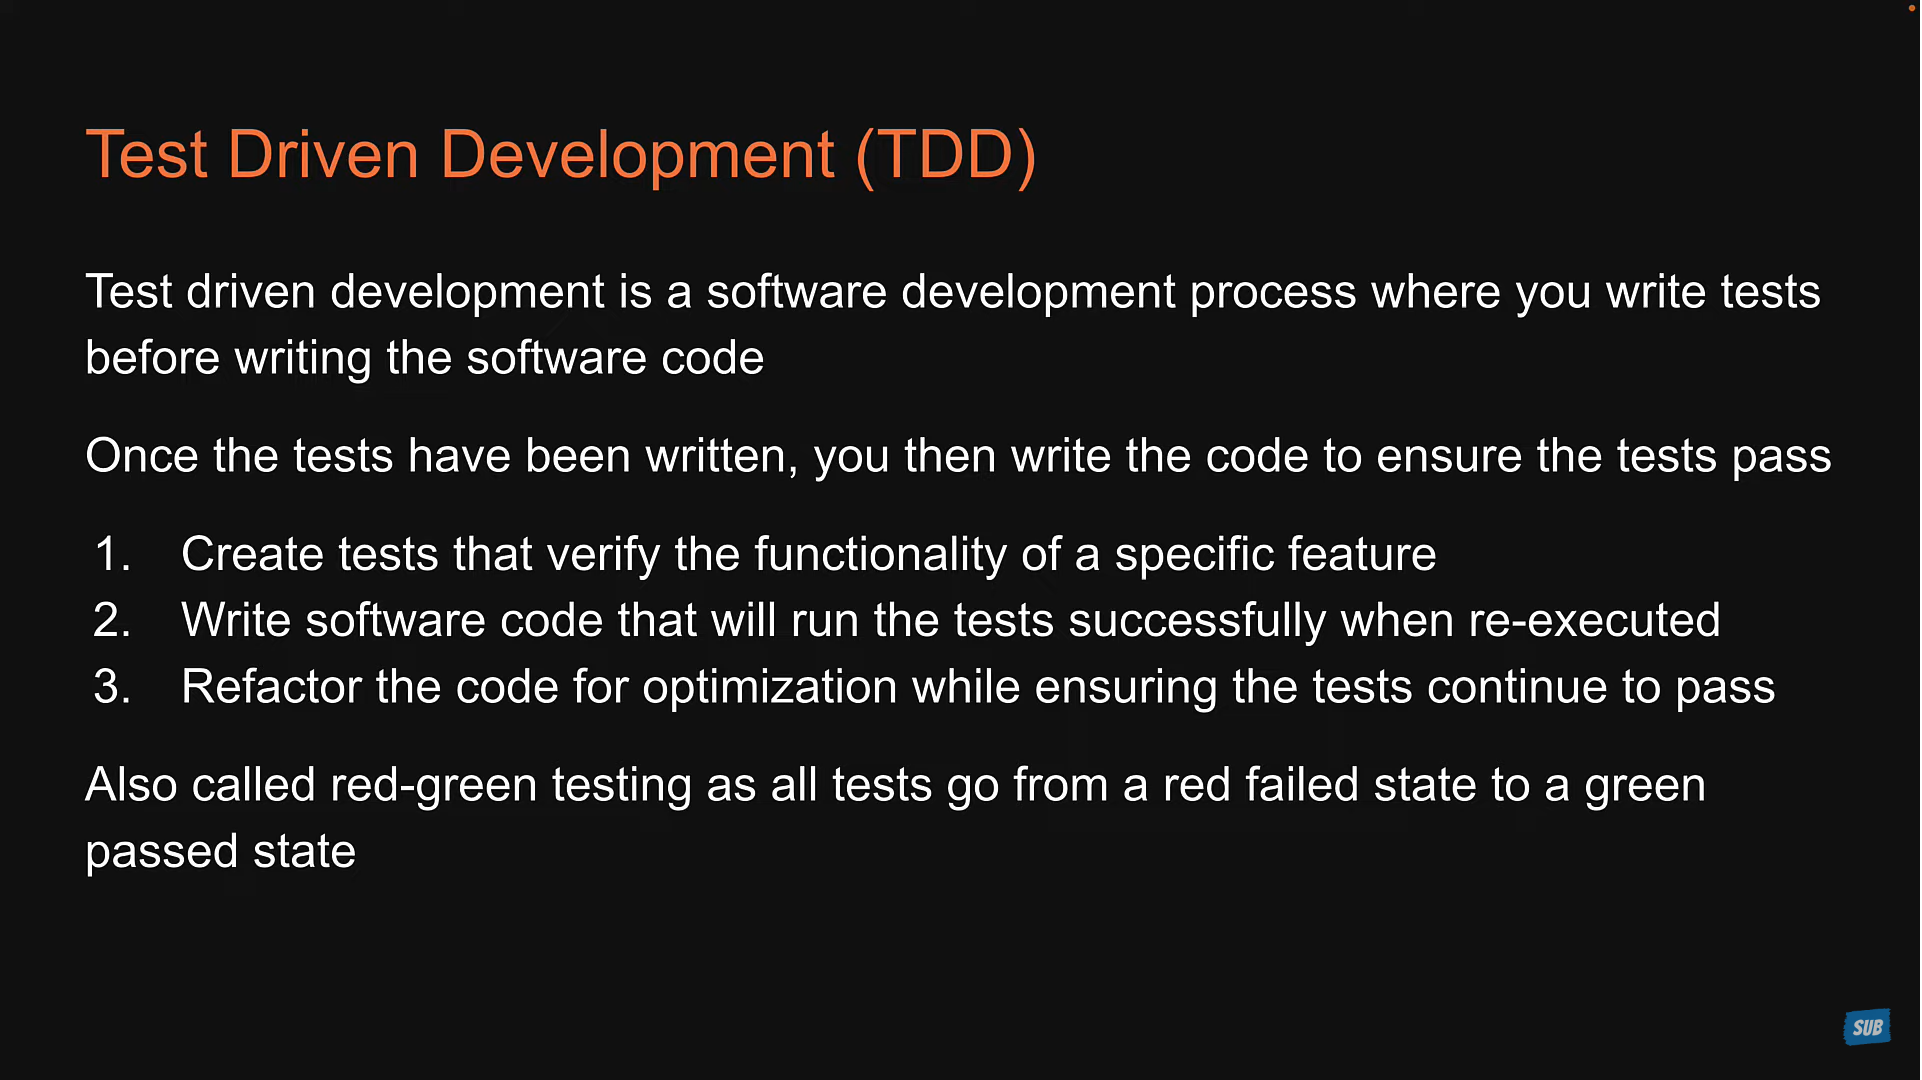 Test Driven Development (TDD)
Test driven development is a software development process where you write tests
before writing the software code
Once the tests have been written, you then write the code to ensure the tests pass
1. Create tests that verify the functionality of a specific feature
2. Write software code that will run the tests successfully when re-executed
3. Refactor the code for optimization while ensuring the tests continue to pass
Also called red-green testing as all tests go from a red failed state to a green
passed state
SUB